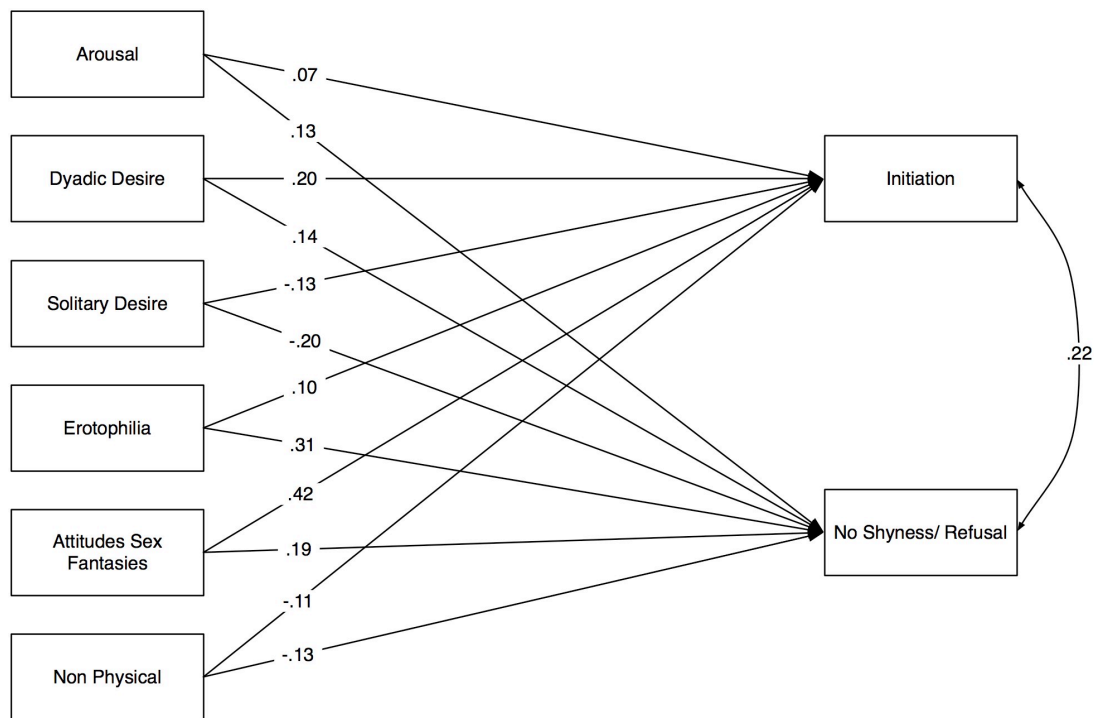 Arousal
.07
.13
Dyadic Desire
.20
Initiation
.14
Solitary Desire
-.13
-.20
.22
.10
Erotophilia
.31
.42
Attitudes Sex
Fantasies
.19
No Shyness/ Refusal
-.11
-.13
Non Physical